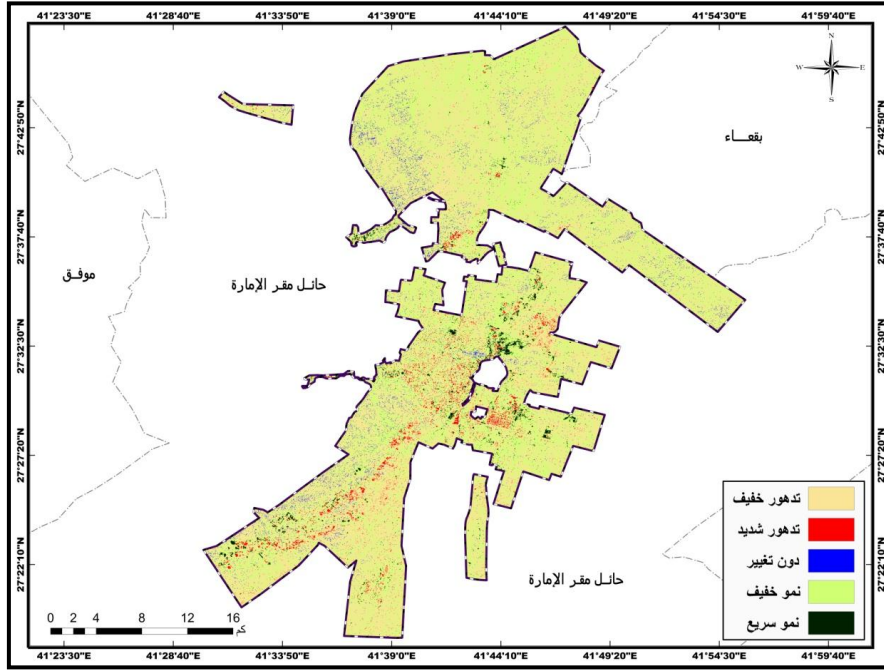 41°23'30"E 41°28'40"E 41°33'50"E 41°39'0"E 41°44'10"E 41°49'20"E 41°54'30"E 41°59'40"E
N
W E
S
27°42'50"N 27°42'50"N
بقعـــاء
27°37'40"N 27°37'40"N
موفـق
حائـل مقر الإمارة
27°32'30"N 27°32'30"N
27°27'20"N 27°27'20"N
تدهور خفيف
تدهور شديد
دون تغيير
نمو خفيف
نمو سريع
27°22'10"N 27°22'10"N
حائـل مقر الإمارة
0 2 4 8 12 16
كم
41°23'30"E 41°28'40"E 41°33'50"E 41°39'0"E 41°44'10"E 41°49'20"E 41°54'30"E 41°59'40"E